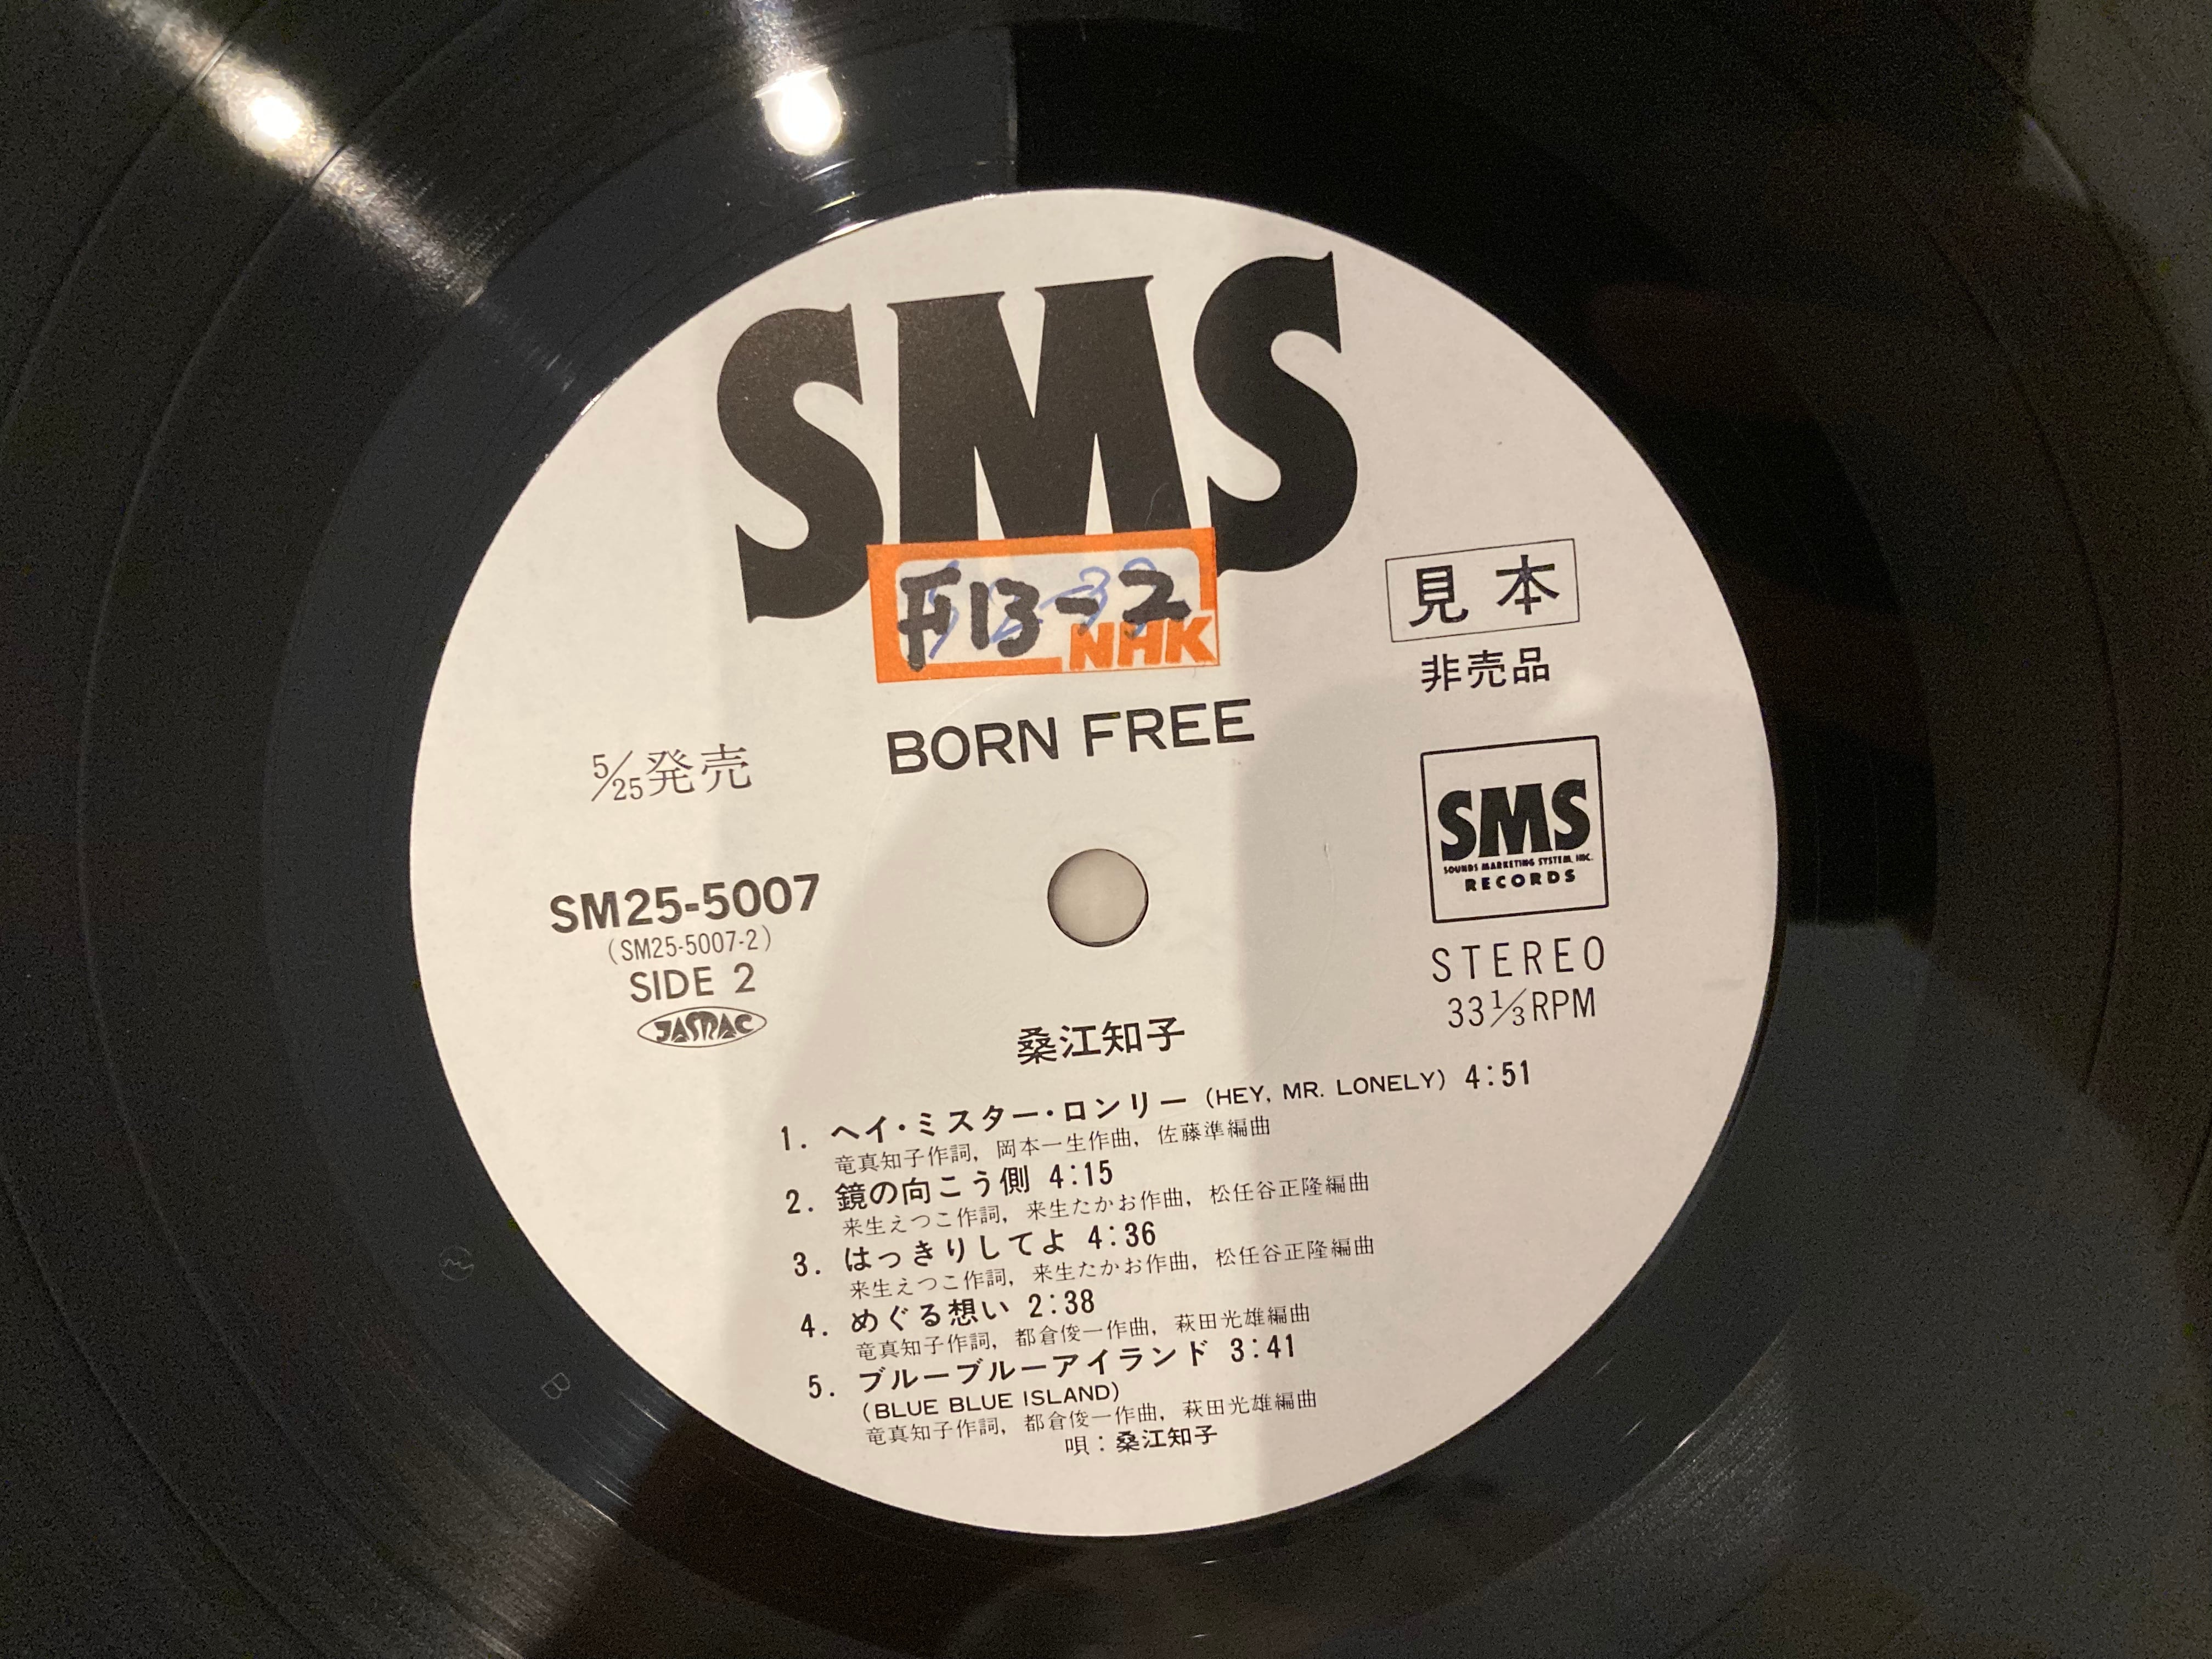 SMS
F13-2
NHK
見本
非売品
BORN FREE
5/25発売
SM25-5007
(SM25-5007-2)
SIDE 2
JASRAC
SMS
SOUNDS MARKETING SYSTEM, INC.
RECORDS
STEREO
33 1/3 RPM
桑江知子
1. ヘイ・ミスター・ロンリー (HEY, MR. LONELY) 4:51
竜真知子作詞, 岡本一生作曲, 佐藤準編曲
2. 鏡の向こう側 4:15
来生えつこ作詞, 来生たかお作曲, 松任谷正隆編曲
3. はっきりしてよ 4:36
来生えつこ作詞, 来生たかお作曲, 松任谷正隆編曲
4. めぐる想い 2:38
竜真知子作詞, 都倉俊一作曲, 萩田光雄編曲
5. ブルーブルーアイランド 3:41
(BLUE BLUE ISLAND)
竜真知子作詞, 都倉俊一作曲, 萩田光雄編曲
唄：桑江知子
B